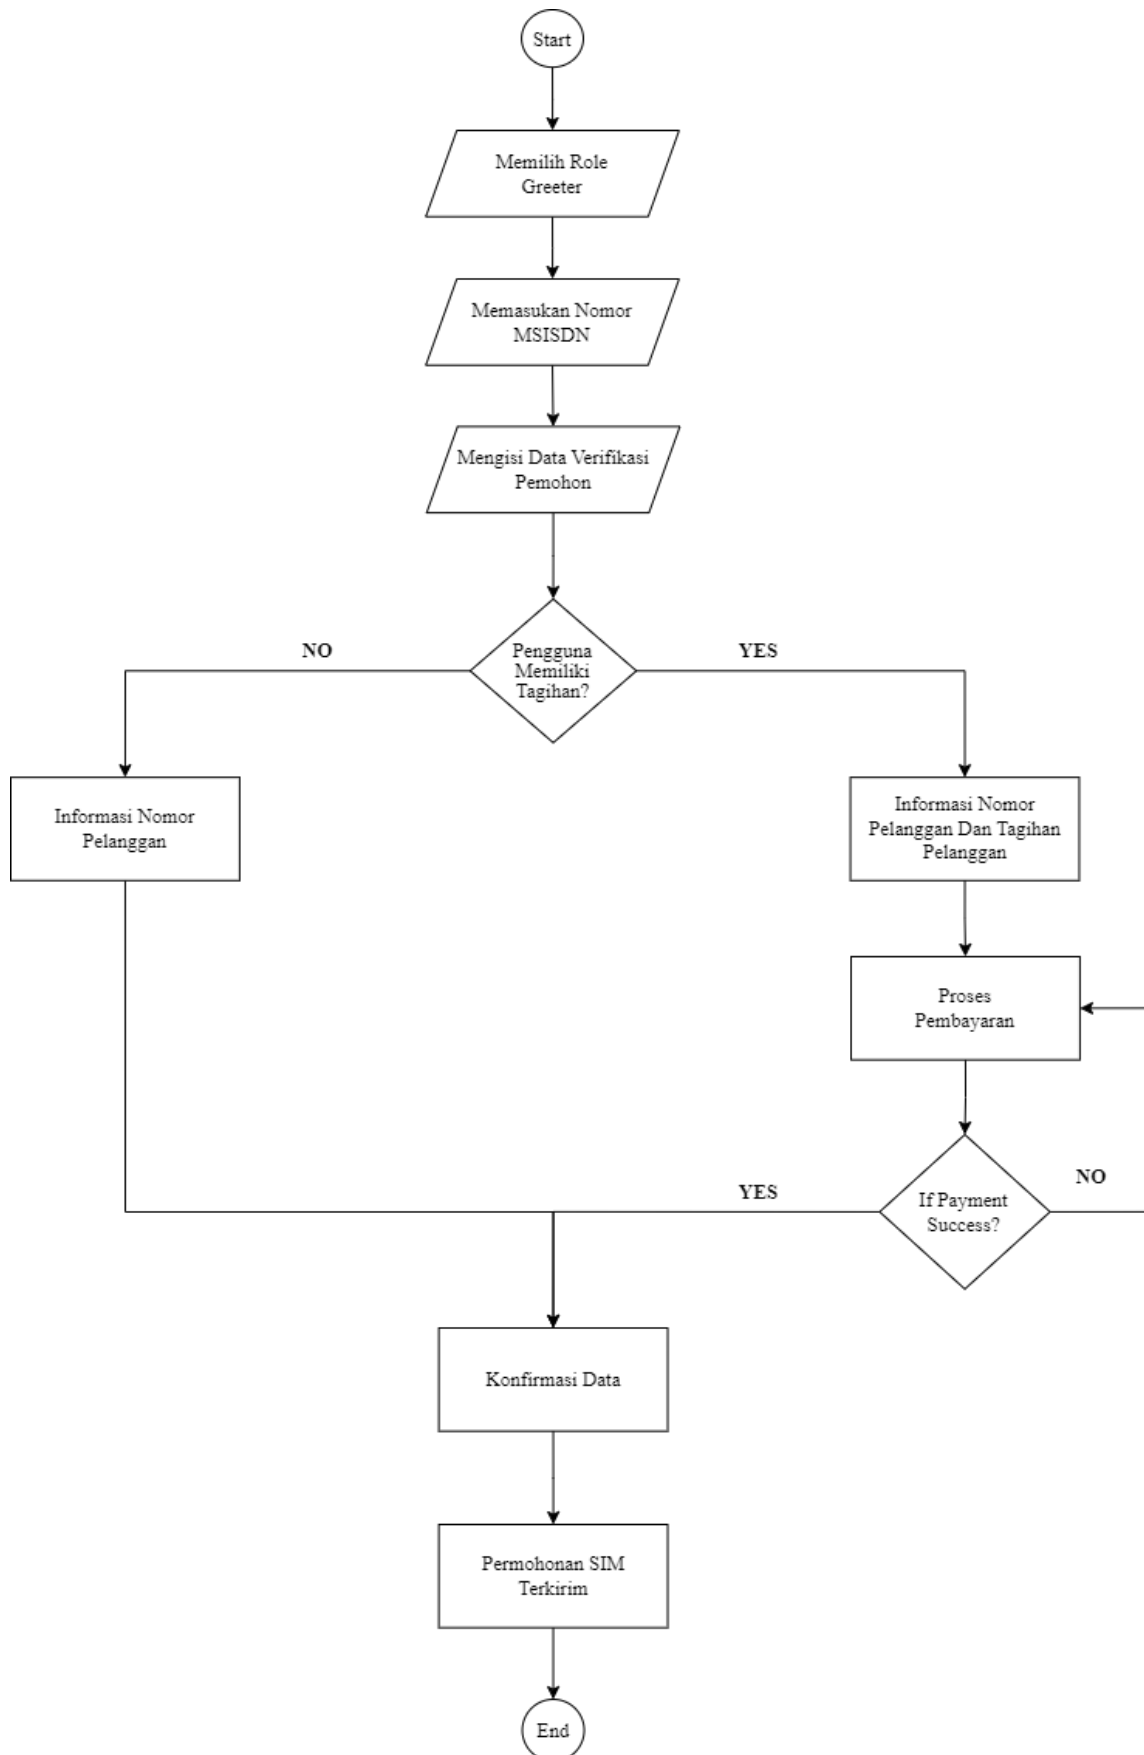 Start
Memilih Role
Greeter
Memasukan Nomor
MSISDN
Mengisi Data Verifikasi
Pemohon
Pengguna
Memiliki
Tagihan?
NO
YES
Informasi Nomor
Pelanggan
Informasi Nomor
Pelanggan Dan Tagihan
Pelanggan
Proses
Pembayaran
If Payment
Success?
YES
NO
Konfirmasi Data
Permohonan SIM
Terkirim
End